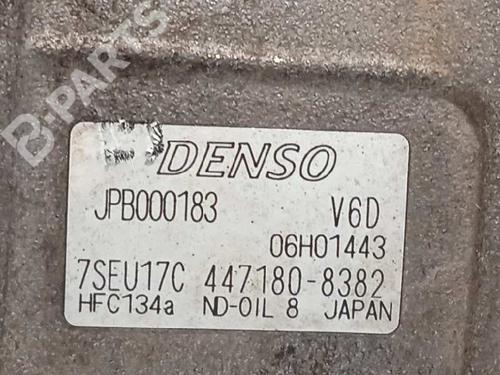 B-PARTS
DENSO
JPB000183 V6D
06H01443
7SEU17C 447180-8382
HFC134a ND-OIL 8 JAPAN